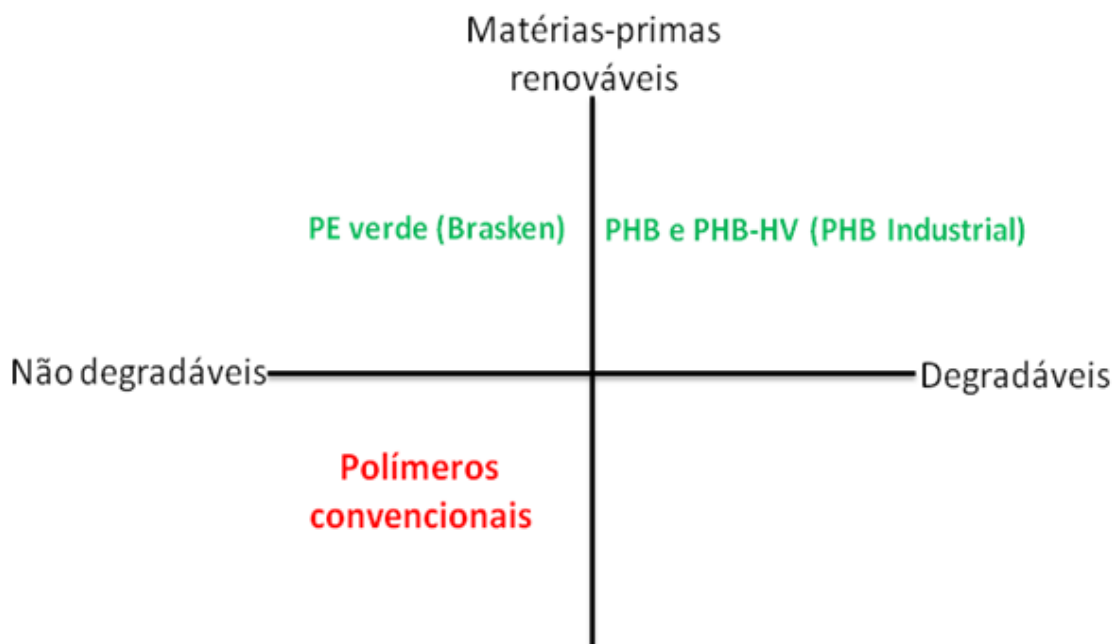 Matérias-primas
renováveis
PE verde (Brasken)
PHB e PHB-HV (PHB Industrial)
Não degradáveis
Degradáveis
Polímeros
convencionais